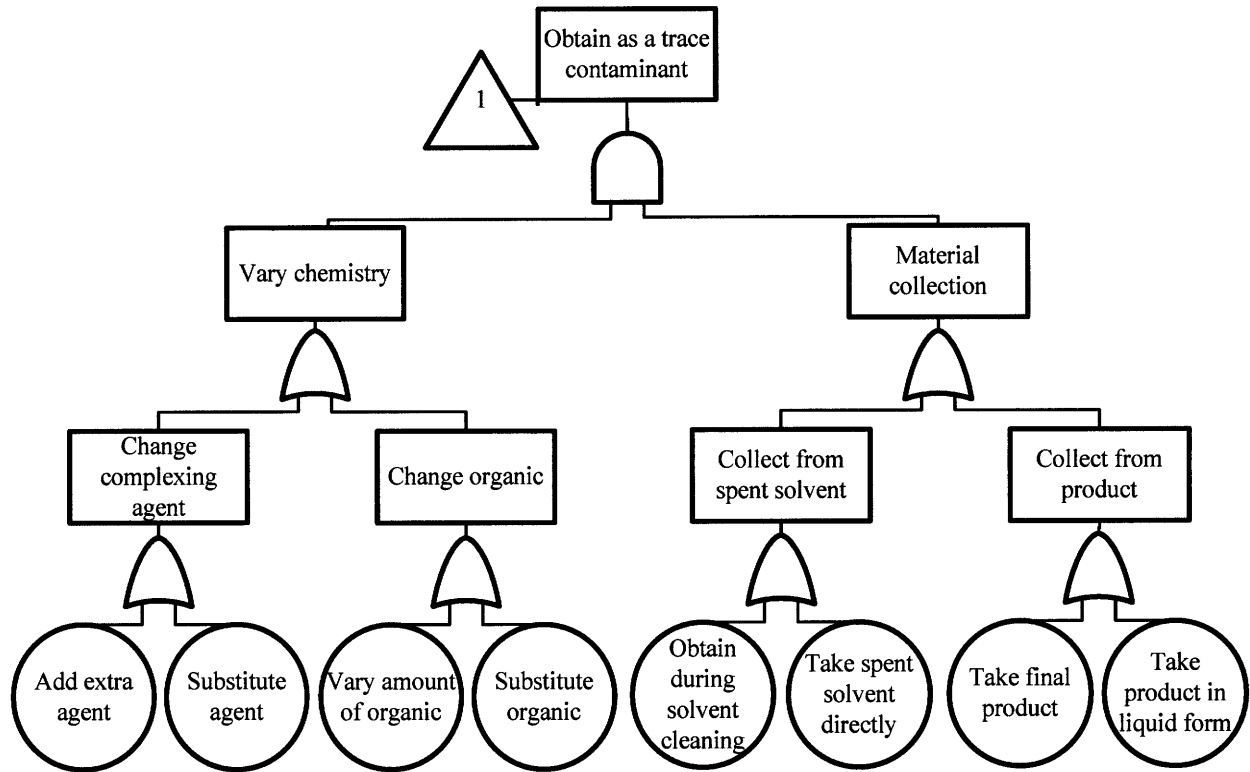 Obtain as a trace
contaminant
1
Vary chemistry
Material
collection
Change
complexing
agent
Change organic
Collect from
spent solvent
Collect from
product
Add extra
agent
Substitute
agent
Vary amount
of organic
Substitute
organic
Obtain
during
solvent
cleaning
Take spent
solvent
directly
Take final
product
Take
product in
liquid form